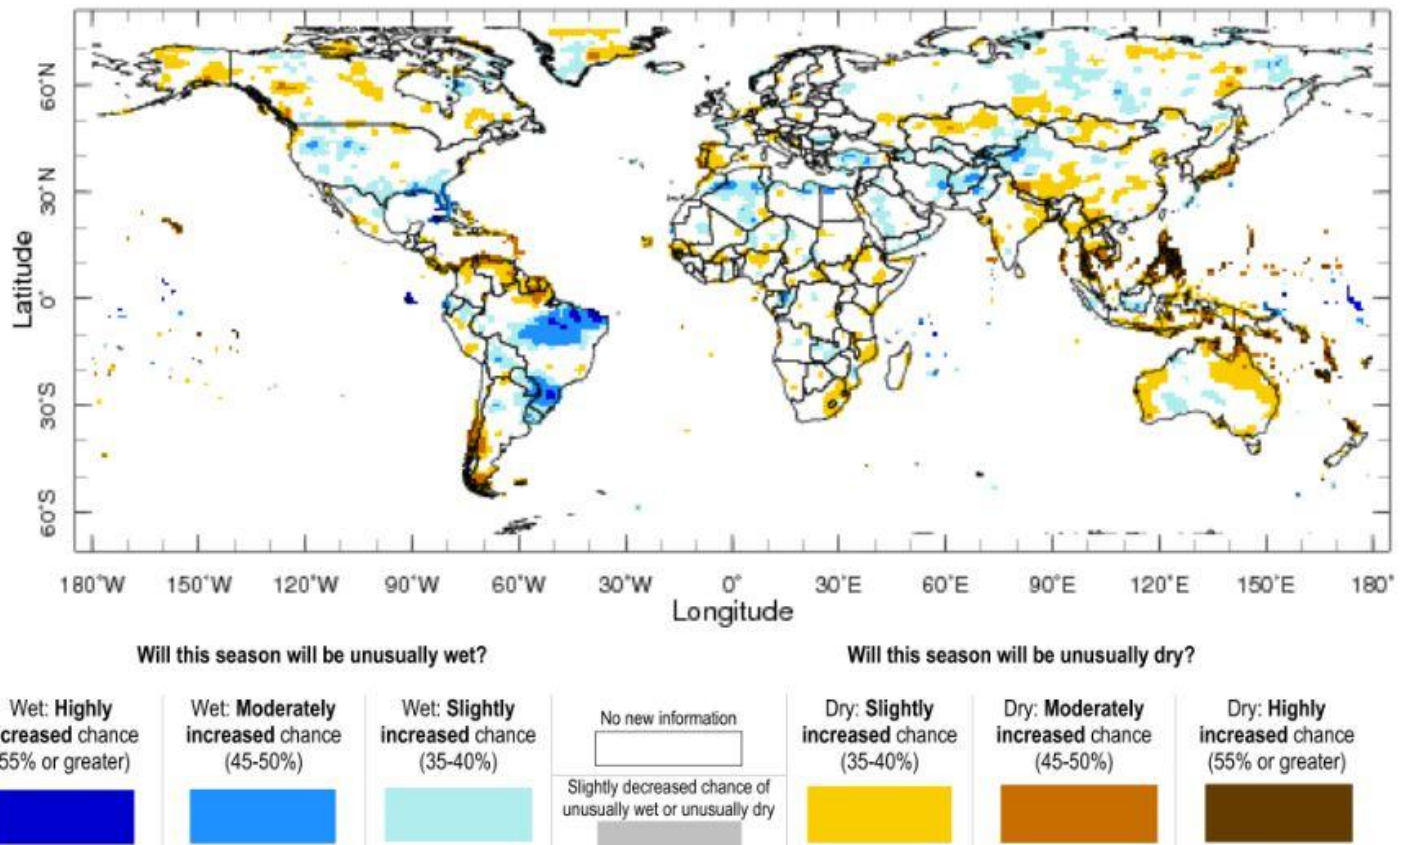 60°N
30°N
0°
30°S
60°S
Latitude
180°W 150°W 120°W 90°W 60°W 30°W 0° 30°E 60°E 90°E 120°E 150°E 180°
Longitude
Will this season will be unusually wet?
Will this season will be unusually dry?
Wet: Highly
creased chance
55% or greater)
Wet: Moderately
increased chance
(45-50%)
Wet: Slightly
increased chance
(35-40%)
No new information
Slightly decreased chance of
unusually wet or unusually dry
Dry: Slightly
increased chance
(35-40%)
Dry: Moderately
increased chance
(45-50%)
Dry: Highly
increased chance
(55% or greater)